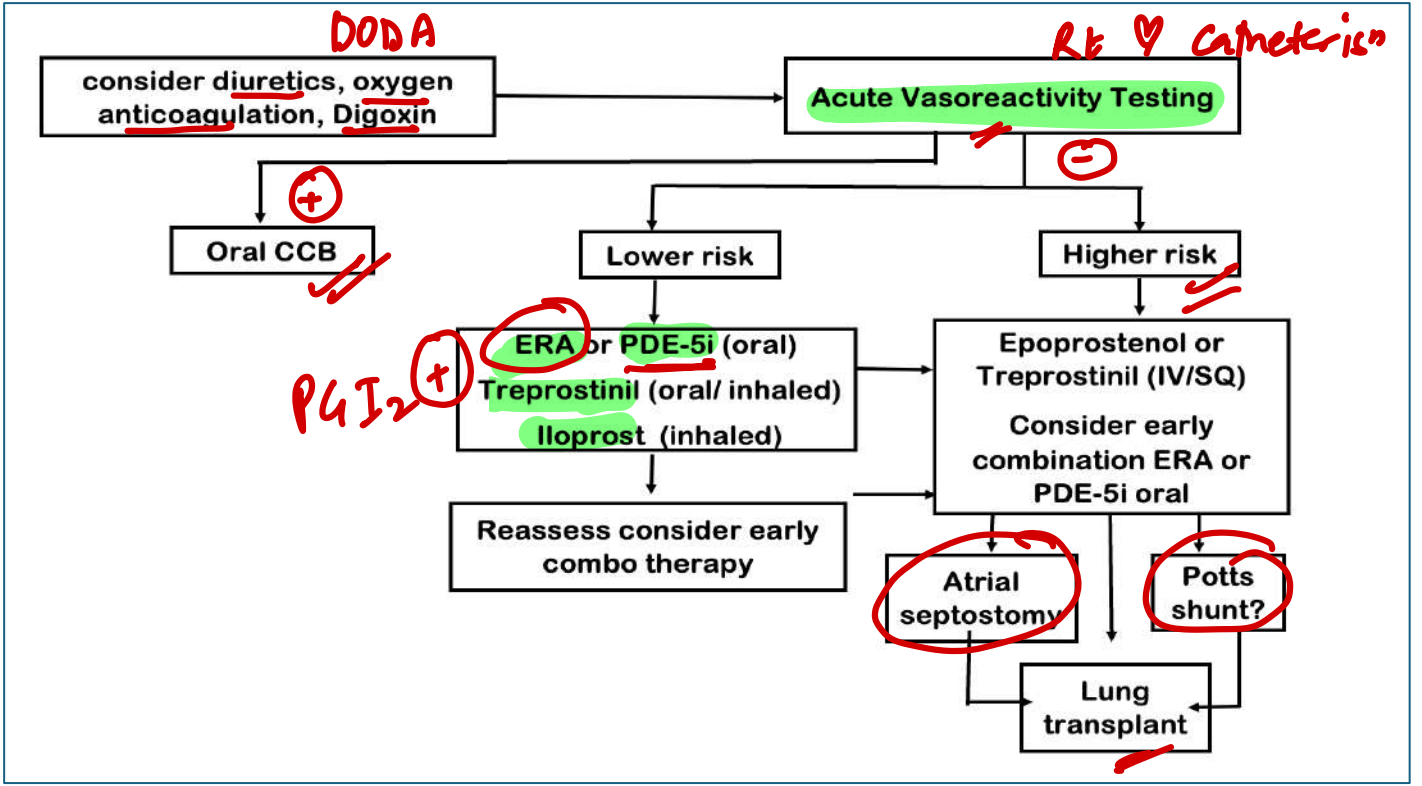 DODA
Rt ♡ Catheterisn
consider diuretics, oxygen
anticoagulation, Digoxin
Acute Vasoreactivity Testing
+
-
Oral CCB
Lower risk
Higher risk
PGI2 +
ERA or PDE-5i (oral)
Treprostinil (oral/ inhaled)
Iloprost (inhaled)
Epoprostenol or
Treprostinil (IV/SQ)
Consider early
combination ERA or
PDE-5i oral
Reassess consider early
combo therapy
Atrial
septostomy
Potts
shunt?
Lung
transplant